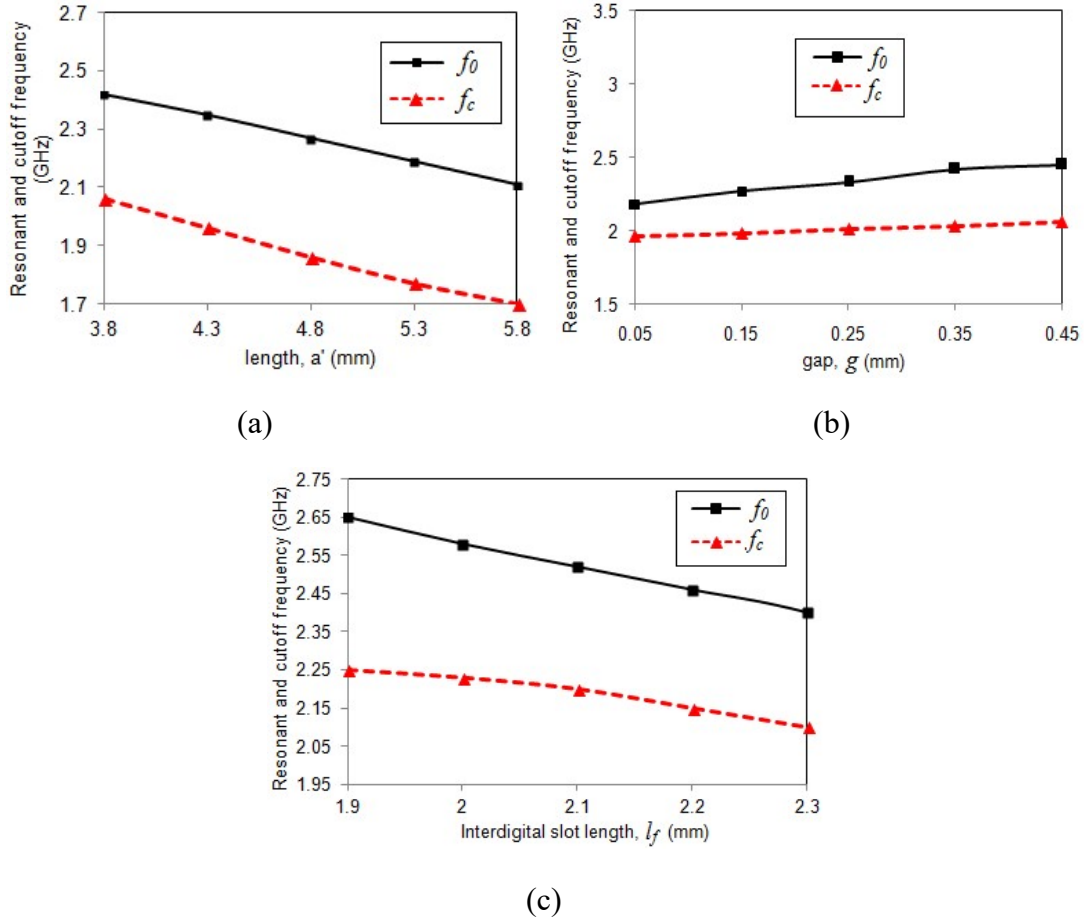 Resonant and cutoff frequency
(GHz)
2.7
2.5
2.3
2.1
1.9
1.7
f0
fc
3.8 4.3 4.8 5.3 5.8
length, a' (mm)
(a)
Resonant and cutoff frequency (GHz)
3.5
3
2.5
2
1.5
f0
fc
0.05 0.15 0.25 0.35 0.45
gap, g (mm)
(b)
Resonant and cutoff frequency (GHz)
2.75
2.65
2.55
2.45
2.35
2.25
2.15
2.05
1.95
f0
fc
1.9 2 2.1 2.2 2.3
Interdigital slot length, lf (mm)
(c)